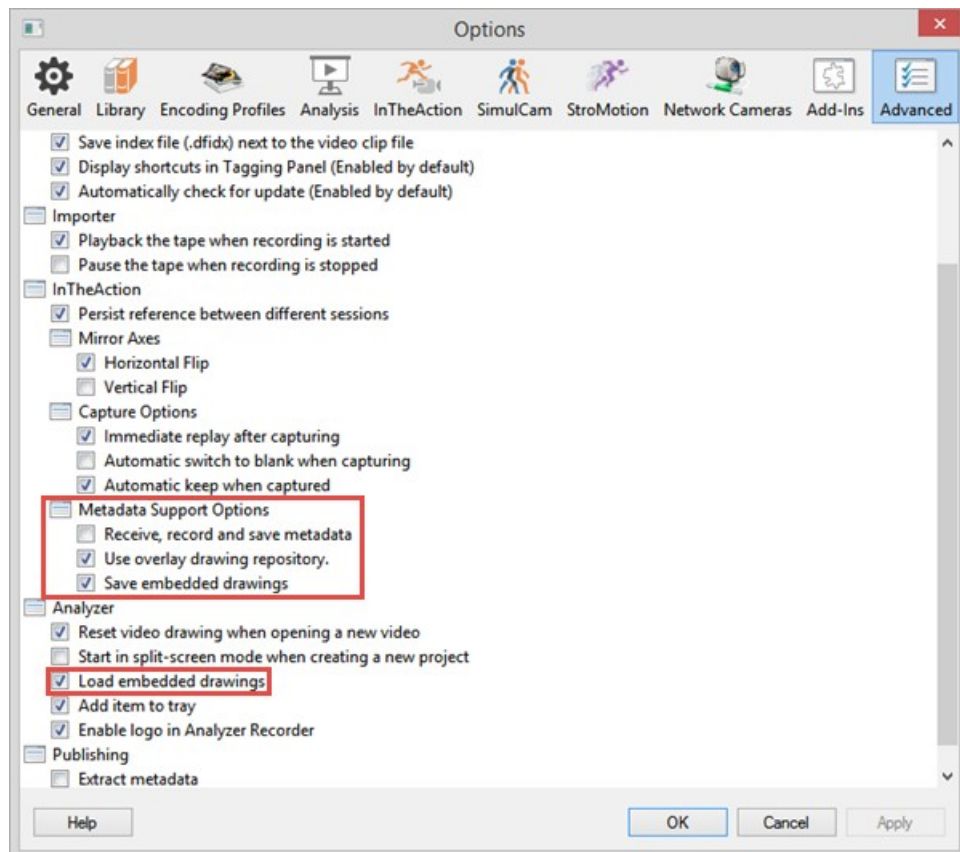 Options
General Library Encoding Profiles Analysis InTheAction SimulCam StroMotion Network Cameras Add-Ins Advanced
Save index file (.dfidx) next to the video clip file
Display shortcuts in Tagging Panel (Enabled by default)
Automatically check for update (Enabled by default)
Importer
Playback the tape when recording is started
Pause the tape when recording is stopped
InTheAction
Persist reference between different sessions
Mirror Axes
Horizontal Flip
Vertical Flip
Capture Options
Immediate replay after capturing
Automatic switch to blank when capturing
Automatic keep when captured
Metadata Support Options
Receive, record and save metadata
Use overlay drawing repository.
Save embedded drawings
Analyzer
Reset video drawing when opening a new video
Start in split-screen mode when creating a new project
Load embedded drawings
Add item to tray
Enable logo in Analyzer Recorder
Publishing
Extract metadata
Help OK Cancel Apply